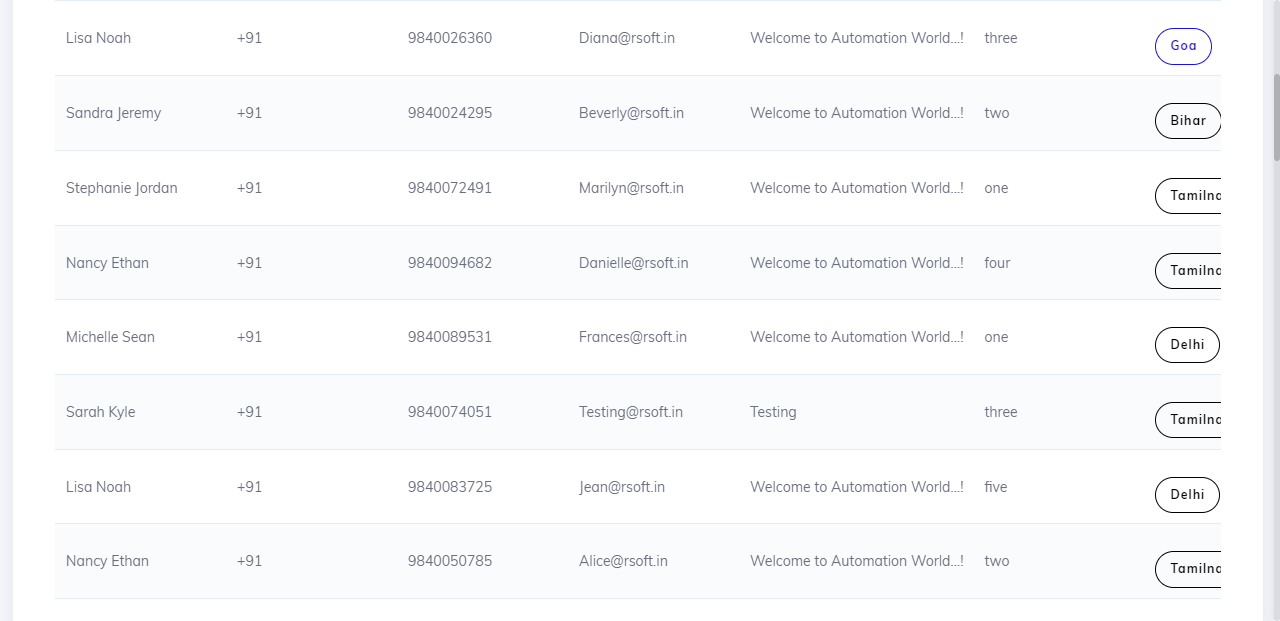 Lisa Noah +91 9840026360 Diana@rsoft.in Welcome to Automation World...! three Goa
Sandra Jeremy +91 9840024295 Beverly@rsoft.in Welcome to Automation World...! two Bihar
Stephanie Jordan +91 9840072491 Marilyn@rsoft.in Welcome to Automation World...! one
Nancy Ethan +91 9840094682 Danielle@rsoft.in Welcome to Automation World...! four
Michelle Sean +91 9840089531 Frances@rsoft.in Welcome to Automation World...! one Delhi
Sarah Kyle +91 9840074051 Testing@rsoft.in Testing three
Lisa Noah +91 9840083725 Jean@rsoft.in Welcome to Automation World...! five Delhi
Nancy Ethan +91 9840050785 Alice@rsoft.in Welcome to Automation World...! two